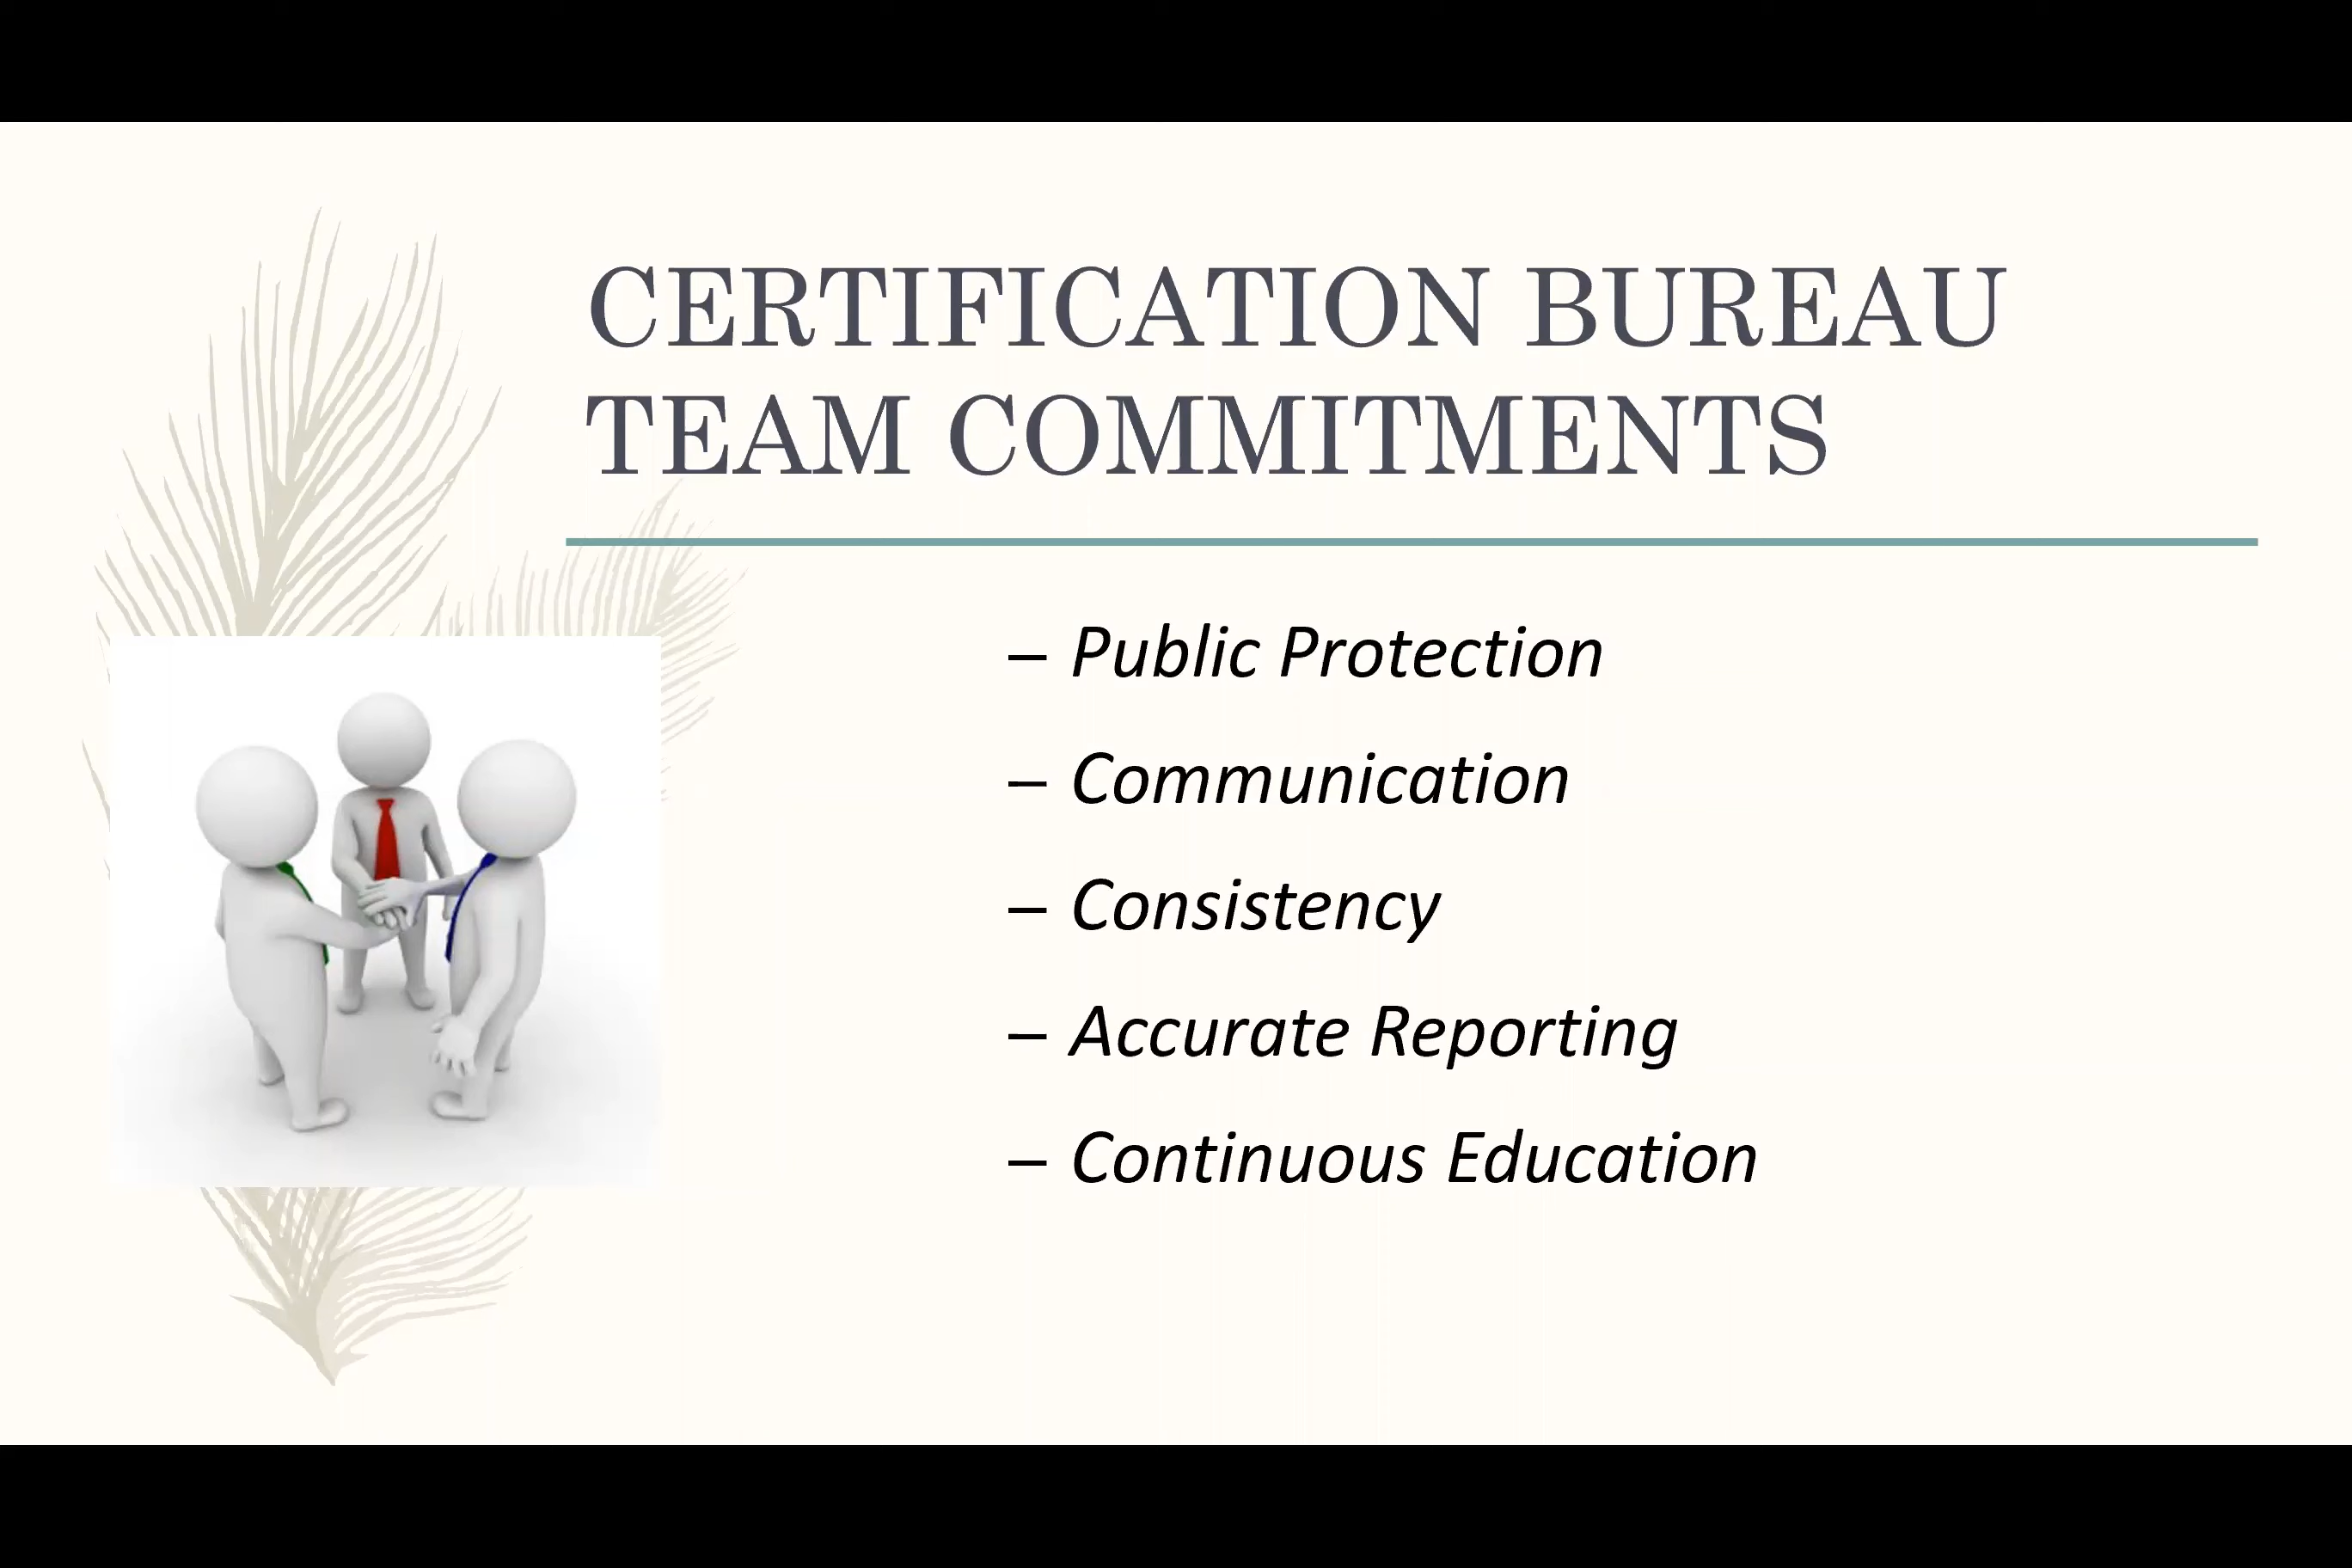 CERTIFICATION BUREAU
TEAM COMMITMENTS
– Public Protection
– Communication
– Consistency
– Accurate Reporting
– Continuous Education